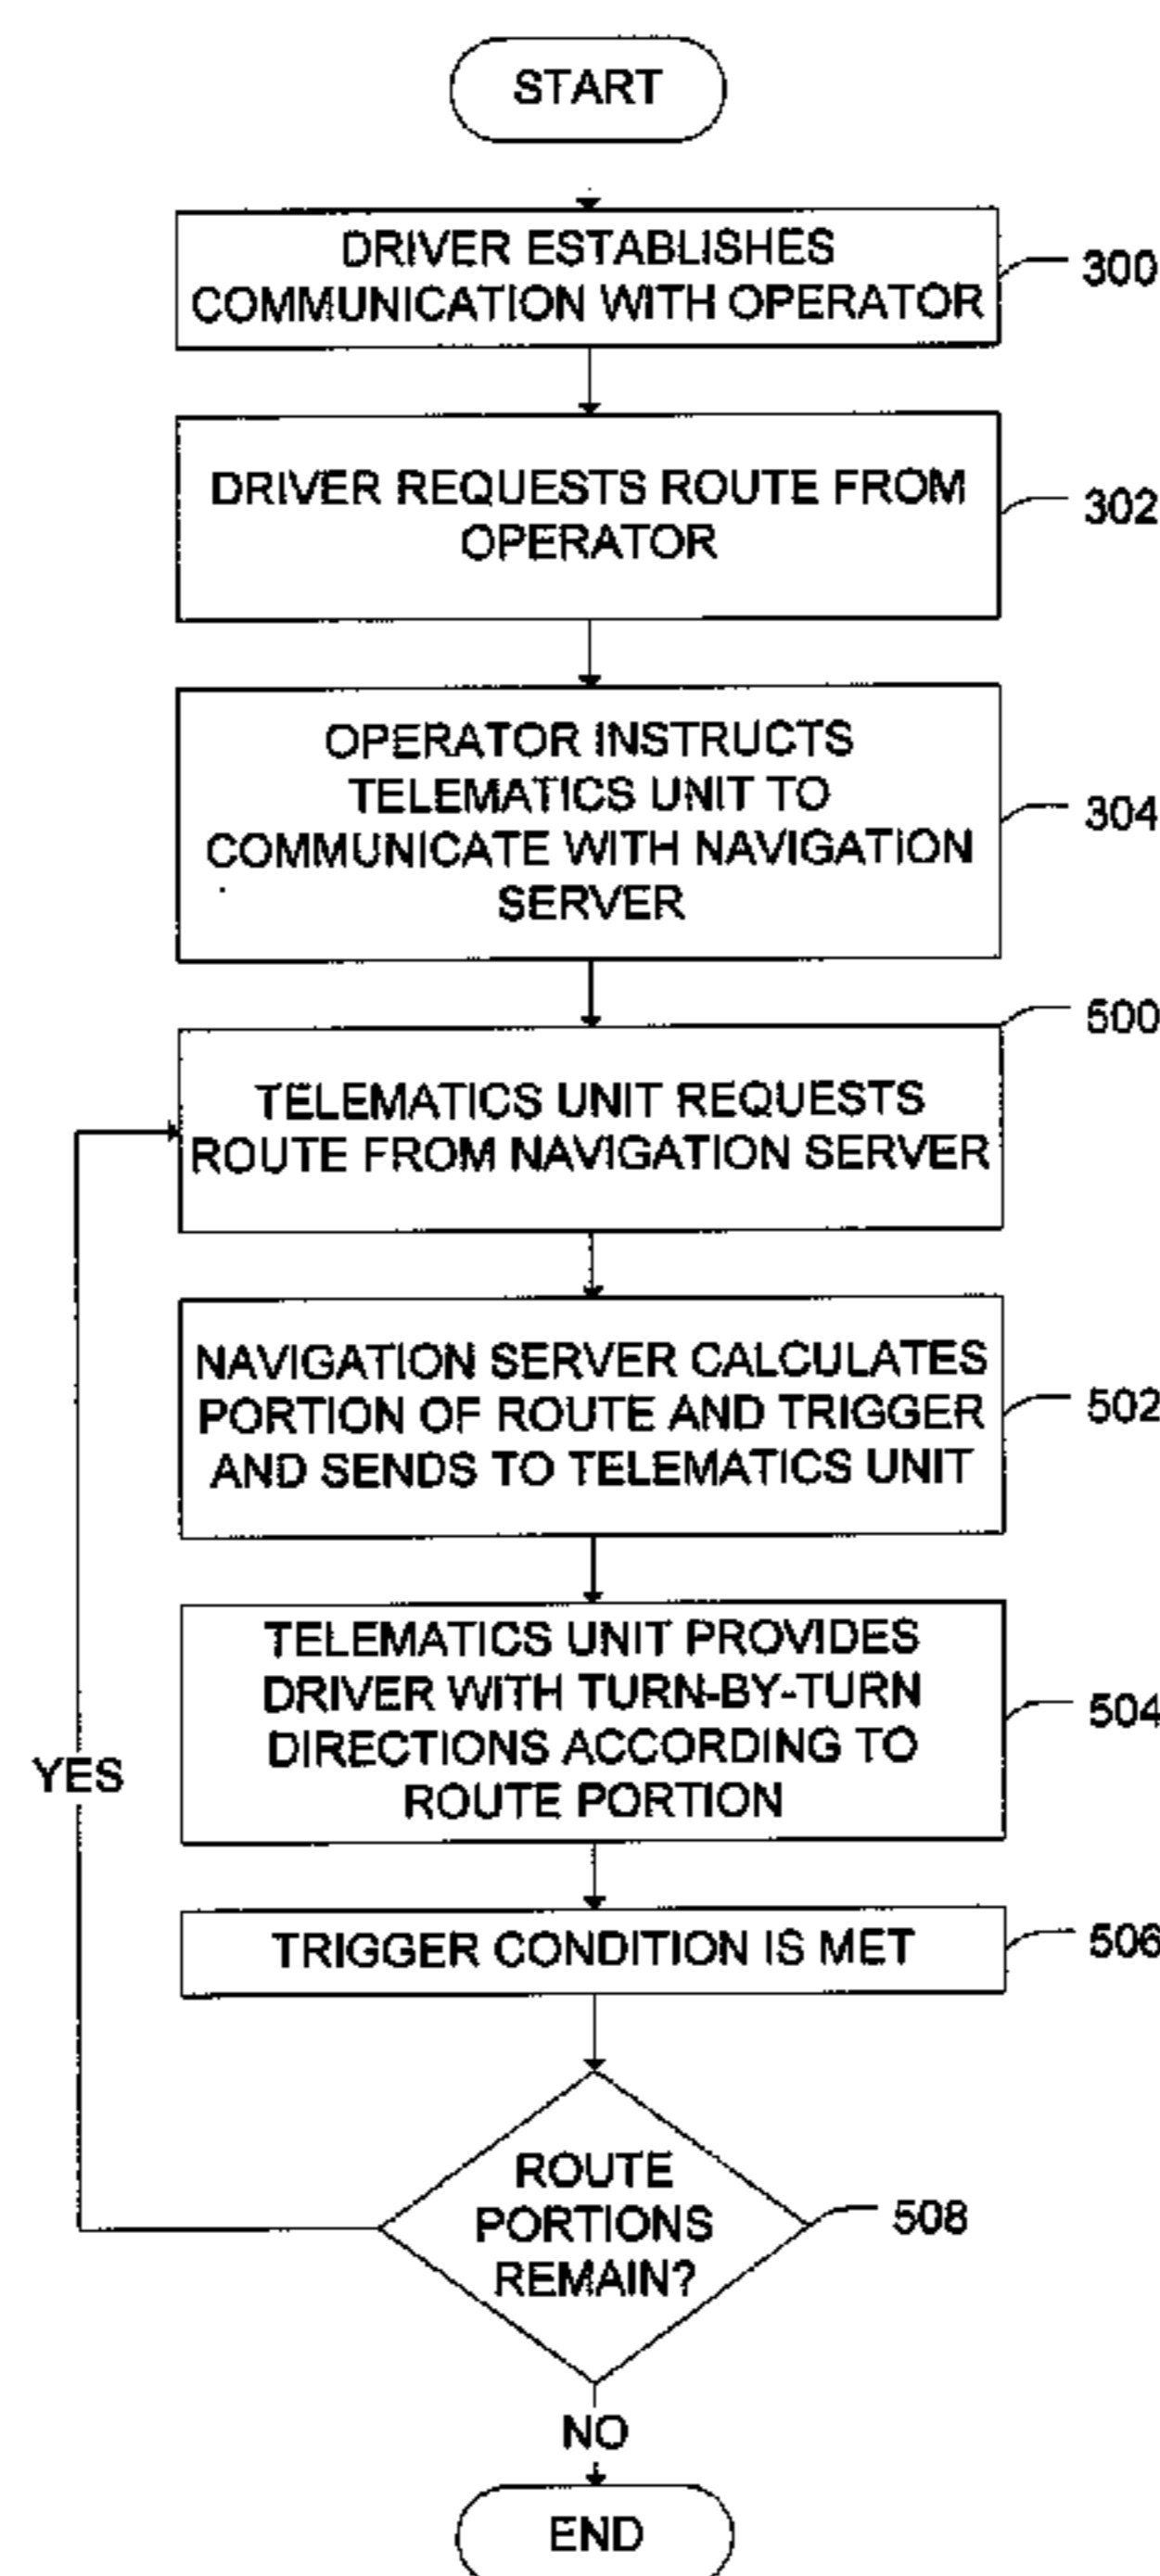 START
DRIVER ESTABLISHES
COMMUNICATION WITH OPERATOR
300
DRIVER REQUESTS ROUTE FROM
OPERATOR
302
OPERATOR INSTRUCTS
TELEMATICS UNIT TO
COMMUNICATE WITH NAVIGATION
SERVER
304
500
TELEMATICS UNIT REQUESTS
ROUTE FROM NAVIGATION SERVER
NAVIGATION SERVER CALCULATES
PORTION OF ROUTE AND TRIGGER
AND SENDS TO TELEMATICS UNIT
502
TELEMATICS UNIT PROVIDES
DRIVER WITH TURN-BY-TURN
DIRECTIONS ACCORDING TO
ROUTE PORTION
504
YES
TRIGGER CONDITION IS MET
506
ROUTE
PORTIONS
REMAIN?
508
NO
END